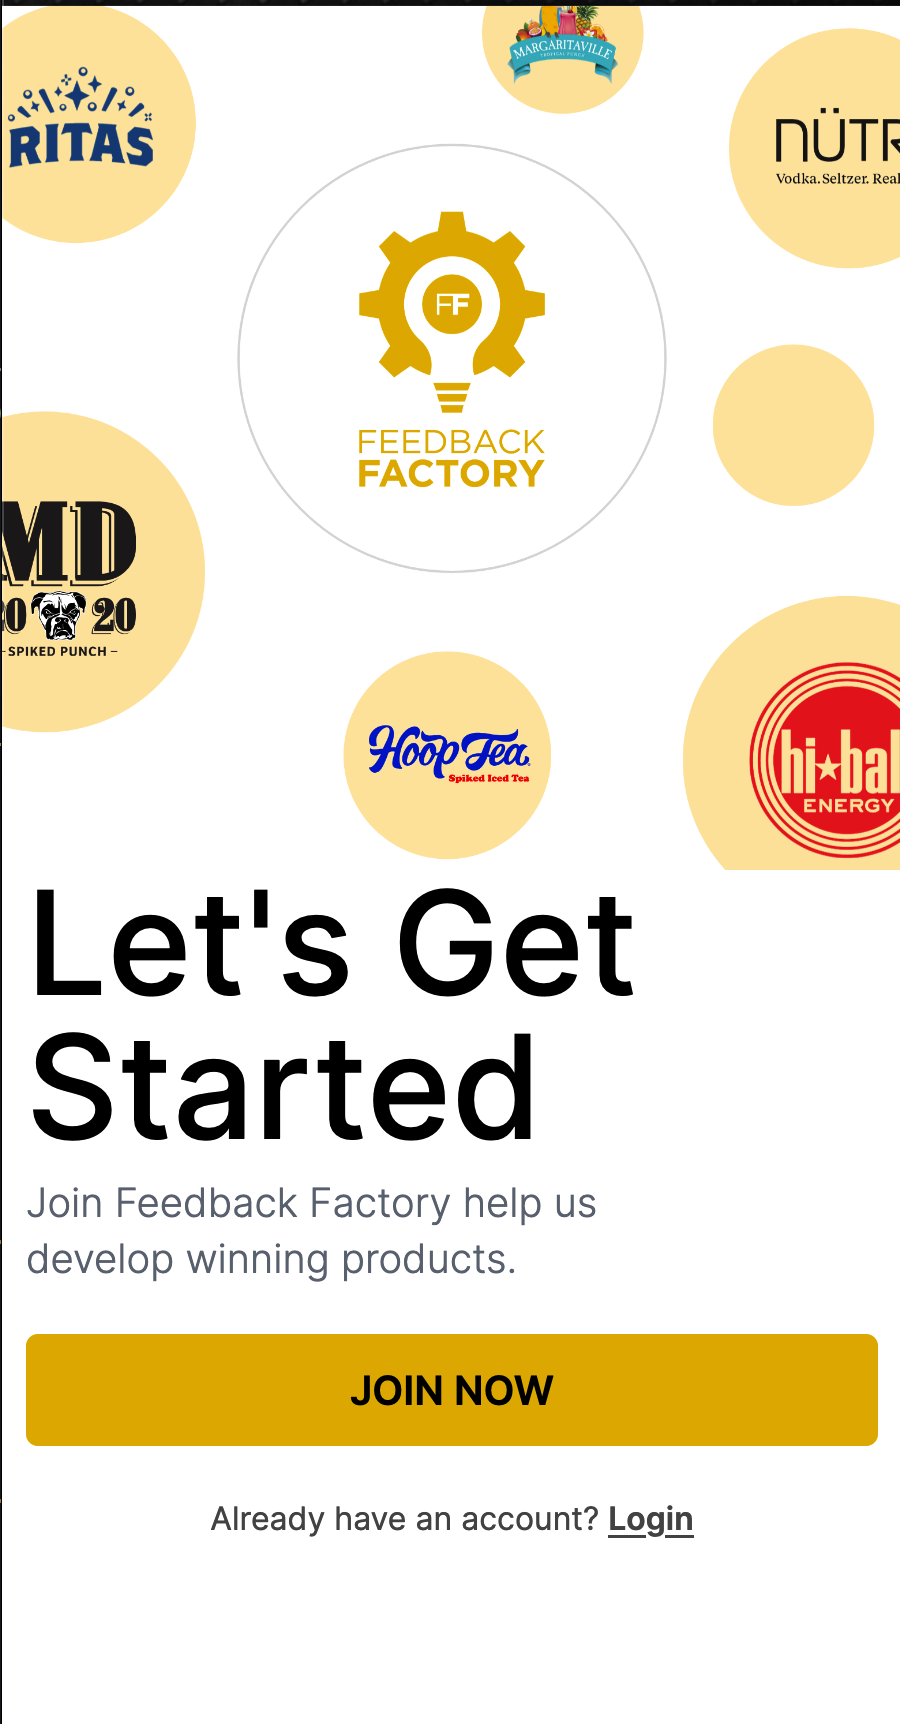 MARGARITAVILLE
TROPICAL PUNCH
RITAS
NÜTR
Vodka. Seltzer. Real
FF
FEEDBACK
FACTORY
MD
20 20
- SPIKED PUNCH -
Hoop Tea
Spiked Iced Tea
hi★bal
ENERGY
Let's Get
Started
Join Feedback Factory help us
develop winning products.
JOIN NOW
Already have an account? Login